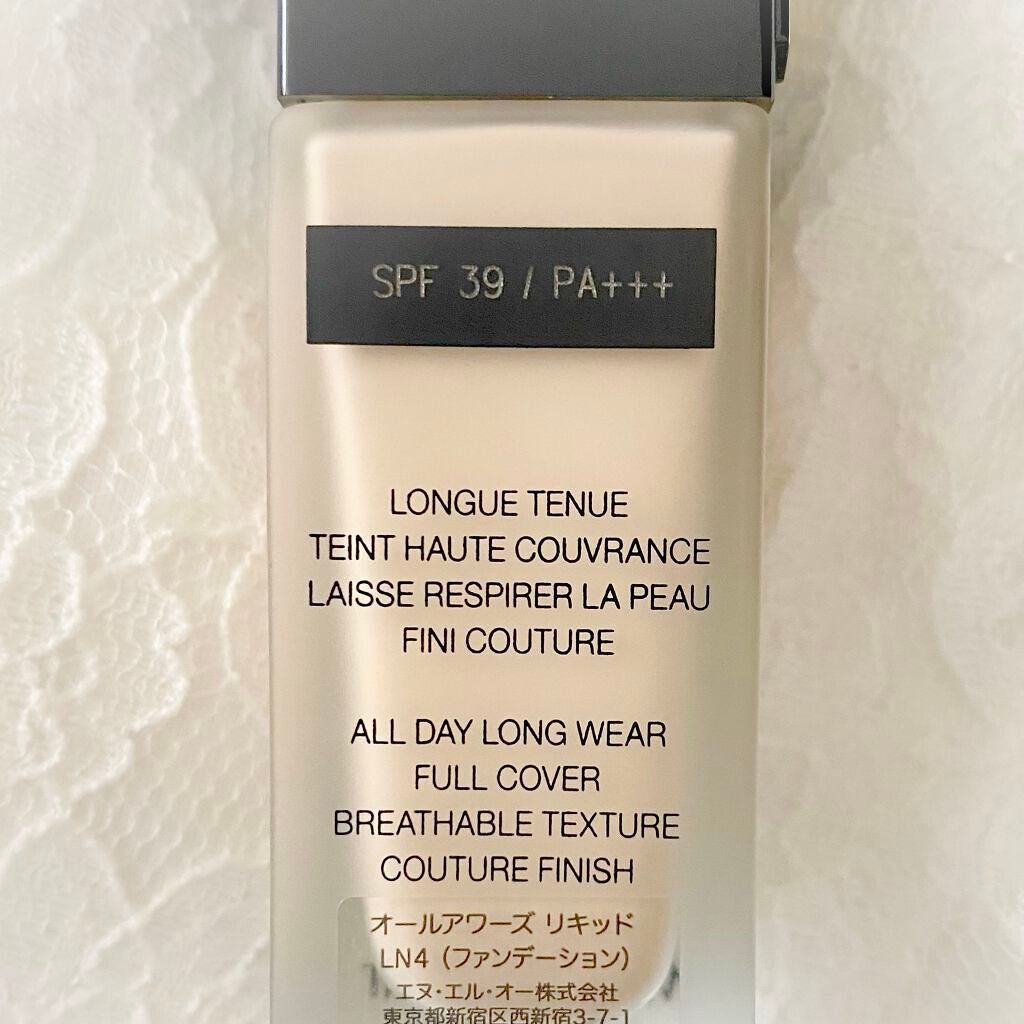 SPF 39 / PA+++
LONGUE TENUE
TEINT HAUTE COUVRANCE
LAISSE RESPIRER LA PEAU
FINI COUTURE
ALL DAY LONG WEAR
FULL COVER
BREATHABLE TEXTURE
COUTURE FINISH
オールアワーズ リキッド
LN4（ファンデーション）
エヌ・エル・オー株式会社
東京都新宿区西新宿3-7-1